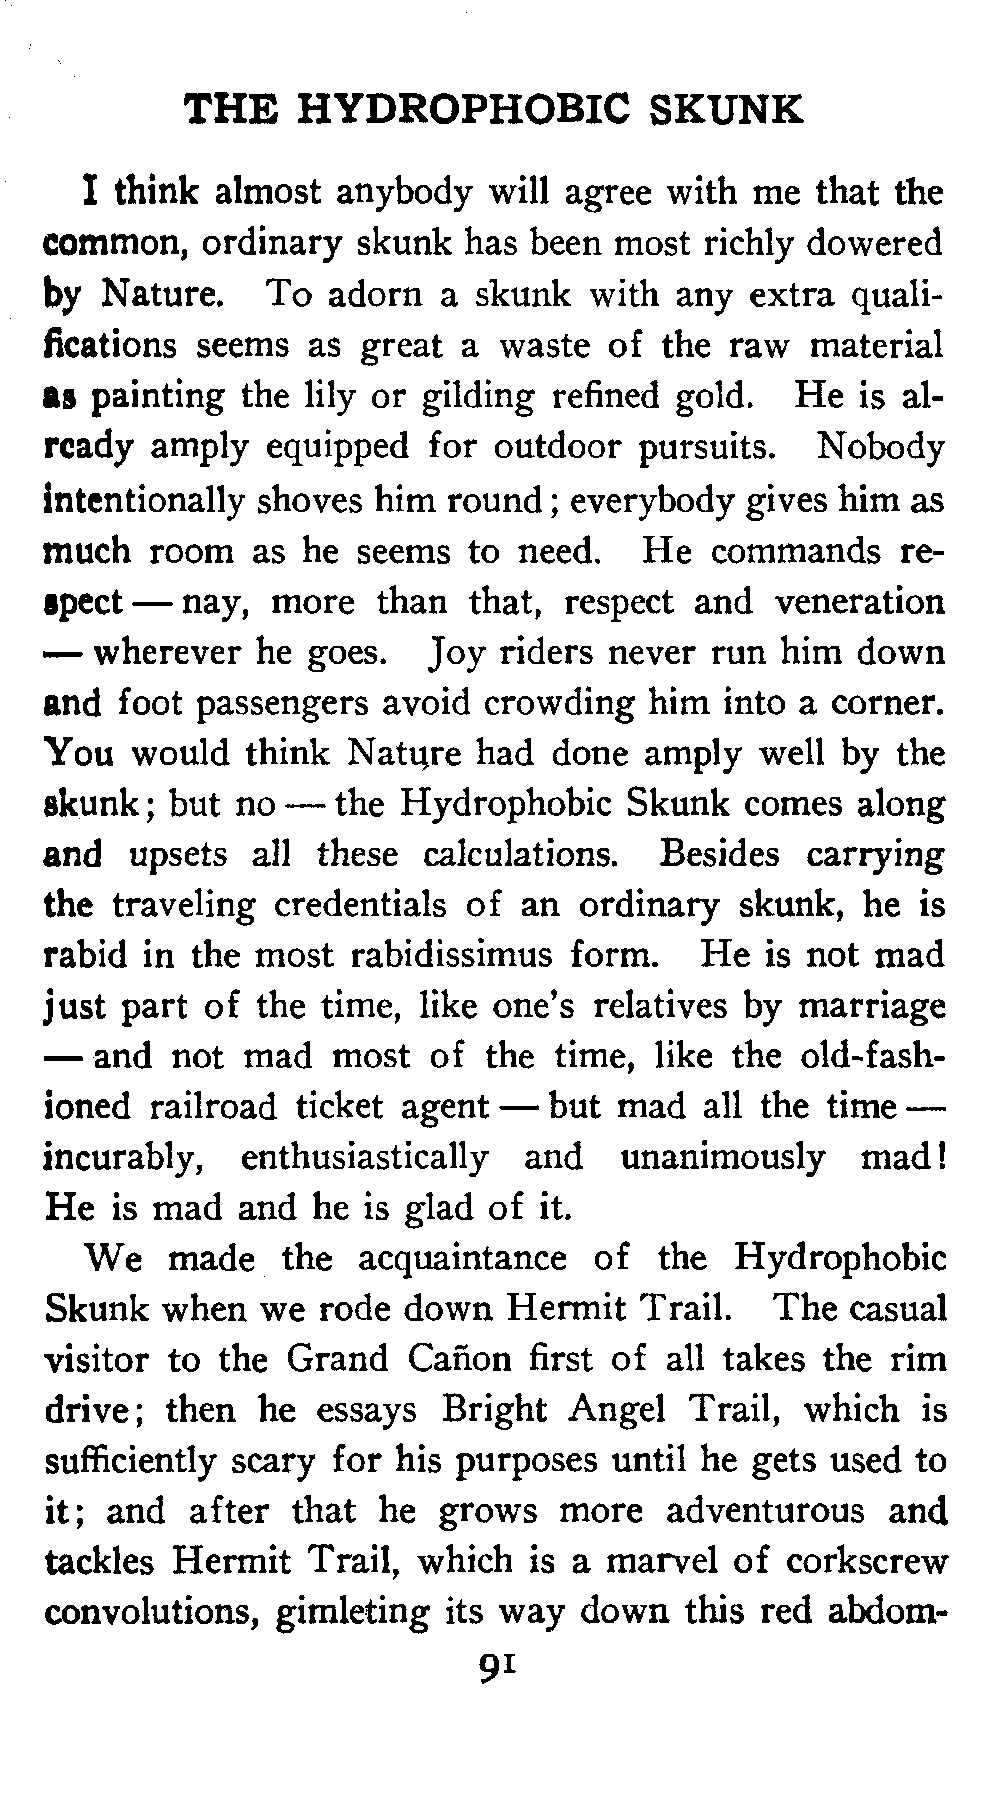 THE HYDROPHOBIC SKUNK
I think almost anybody will agree with me that the
common, ordinary skunk has been most richly dowered
by Nature. To adorn a skunk with any extra quali-
fications seems as great a waste of the raw material
as painting the lily or gilding refined gold. He is al-
ready amply equipped for outdoor pursuits. Nobody
intentionally shoves him round; everybody gives him as
much room as he seems to need. He commands re-
spect — nay, more than that, respect and veneration
— wherever he goes. Joy riders never run him down
and foot passengers avoid crowding him into a corner.
You would think Nature had done amply well by the
skunk; but no — the Hydrophobic Skunk comes along
and upsets all these calculations. Besides carrying
the traveling credentials of an ordinary skunk, he is
rabid in the most rabidissimus form. He is not mad
just part of the time, like one's relatives by marriage
— and not mad most of the time, like the old-fash-
ioned railroad ticket agent — but mad all the time —
incurably, enthusiastically and unanimously mad!
He is mad and he is glad of it.
We made the acquaintance of the Hydrophobic
Skunk when we rode down Hermit Trail. The casual
visitor to the Grand Cañon first of all takes the rim
drive; then he essays Bright Angel Trail, which is
sufficiently scary for his purposes until he gets used to
it; and after that he grows more adventurous and
tackles Hermit Trail, which is a marvel of corkscrew
convolutions, gimleting its way down this red abdom-
91